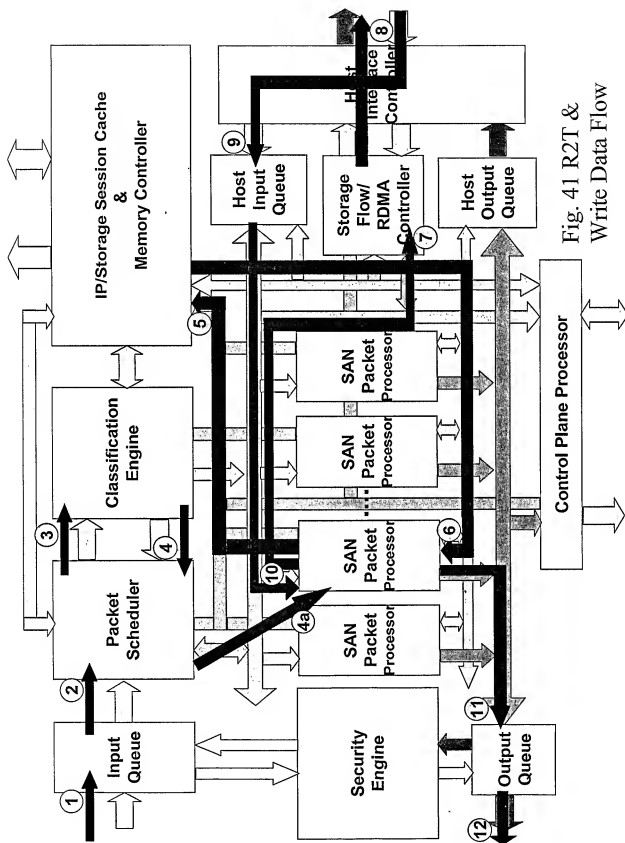 1
Input
Queue
2
Packet
Scheduler
3
4
Classification
Engine
IP/Storage Session Cache
&
Memory Controller
4a
5
9
8
Host
Input
Queue
Host
Interface
Controller
Storage
Flow/
RDMA
Controller
7
Host
Output
Queue
10
6
SAN
Packet
Processor
SAN
Packet
Processor
SAN
Packet
Processor
SAN
Packet
Processor
Security
Engine
11
Output
Queue
12
Control Plane Processor
Fig. 41 R2T &
Write Data Flow